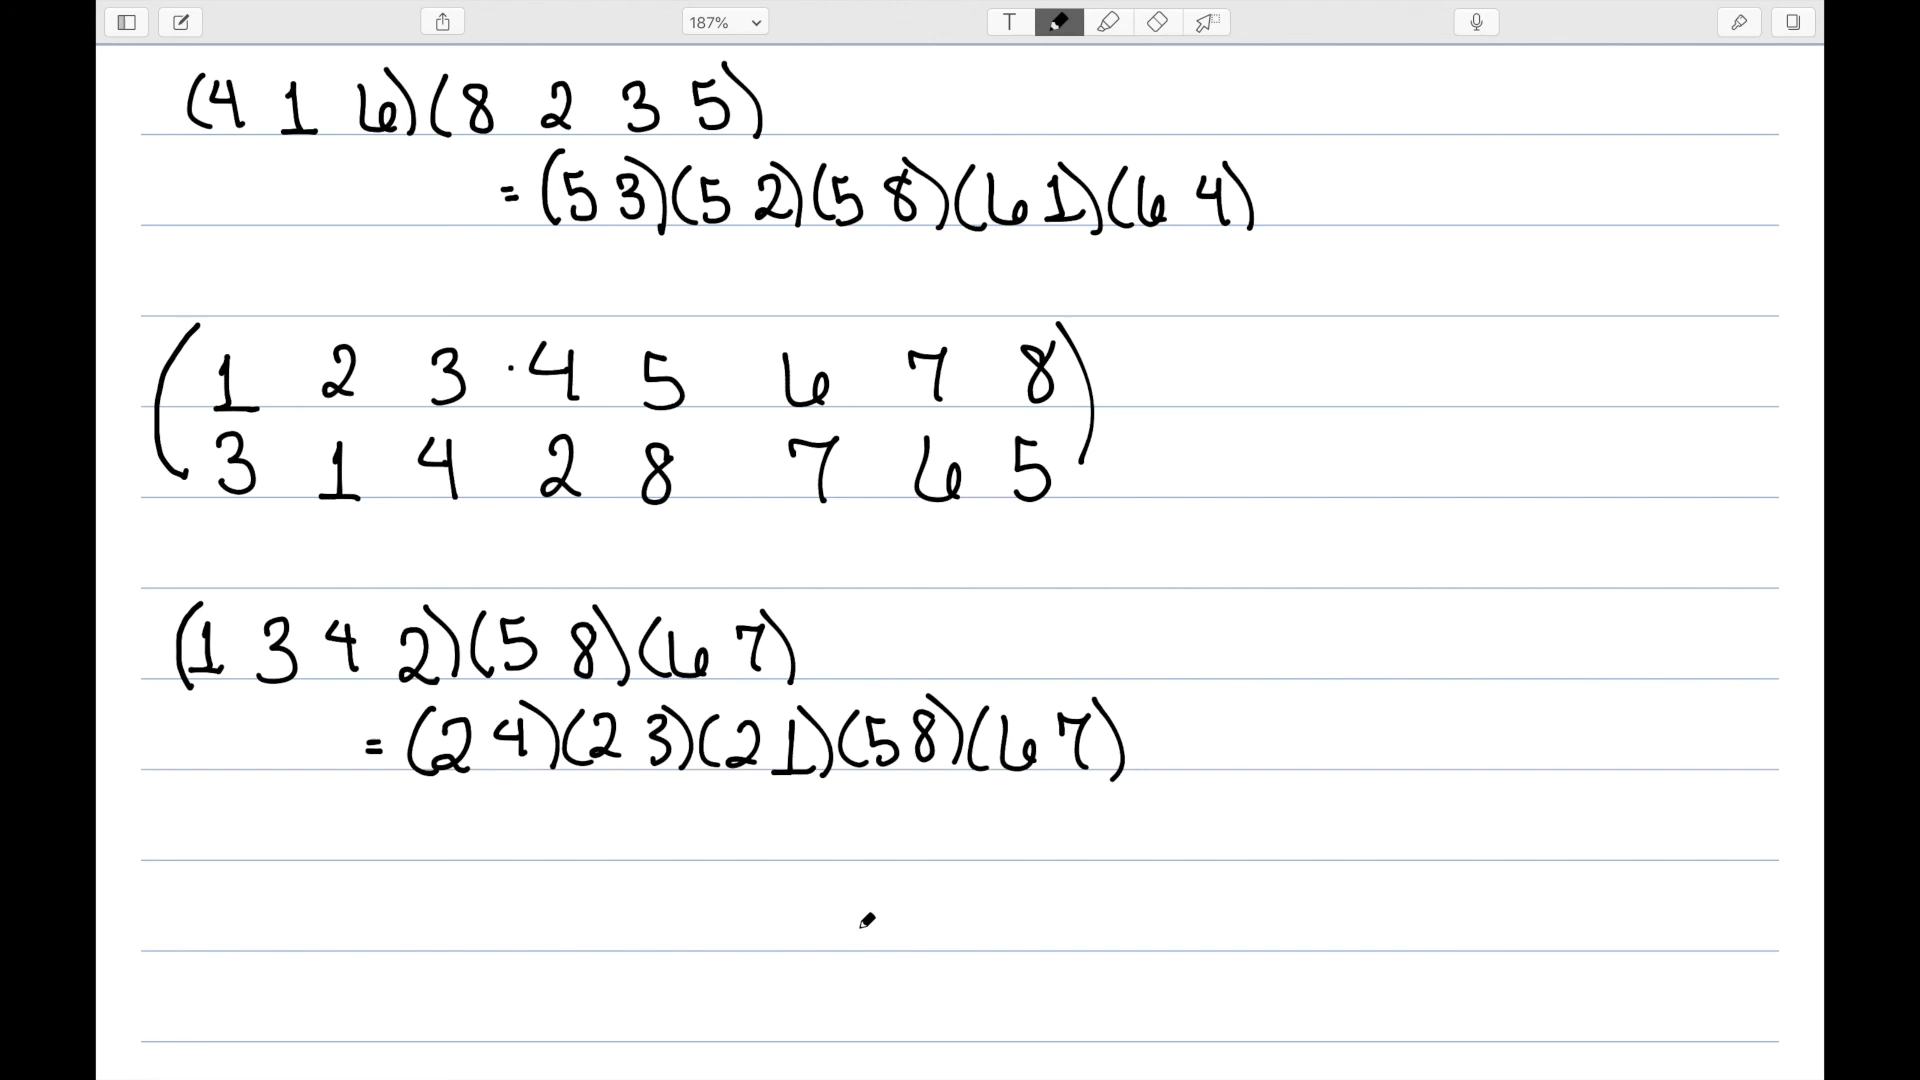 187%
T
(4 1 6)(8 2 3 5)
= (5 3)(5 2)(5 8)(6 1)(6 4)
(1 2 3 · 4 5 6 7 8)
3 1 4 2 8 7 6 5
(1 3 4 2)(5 8)(6 7)
= (2 4)(2 3)(2 1)(5 8)(6 7)